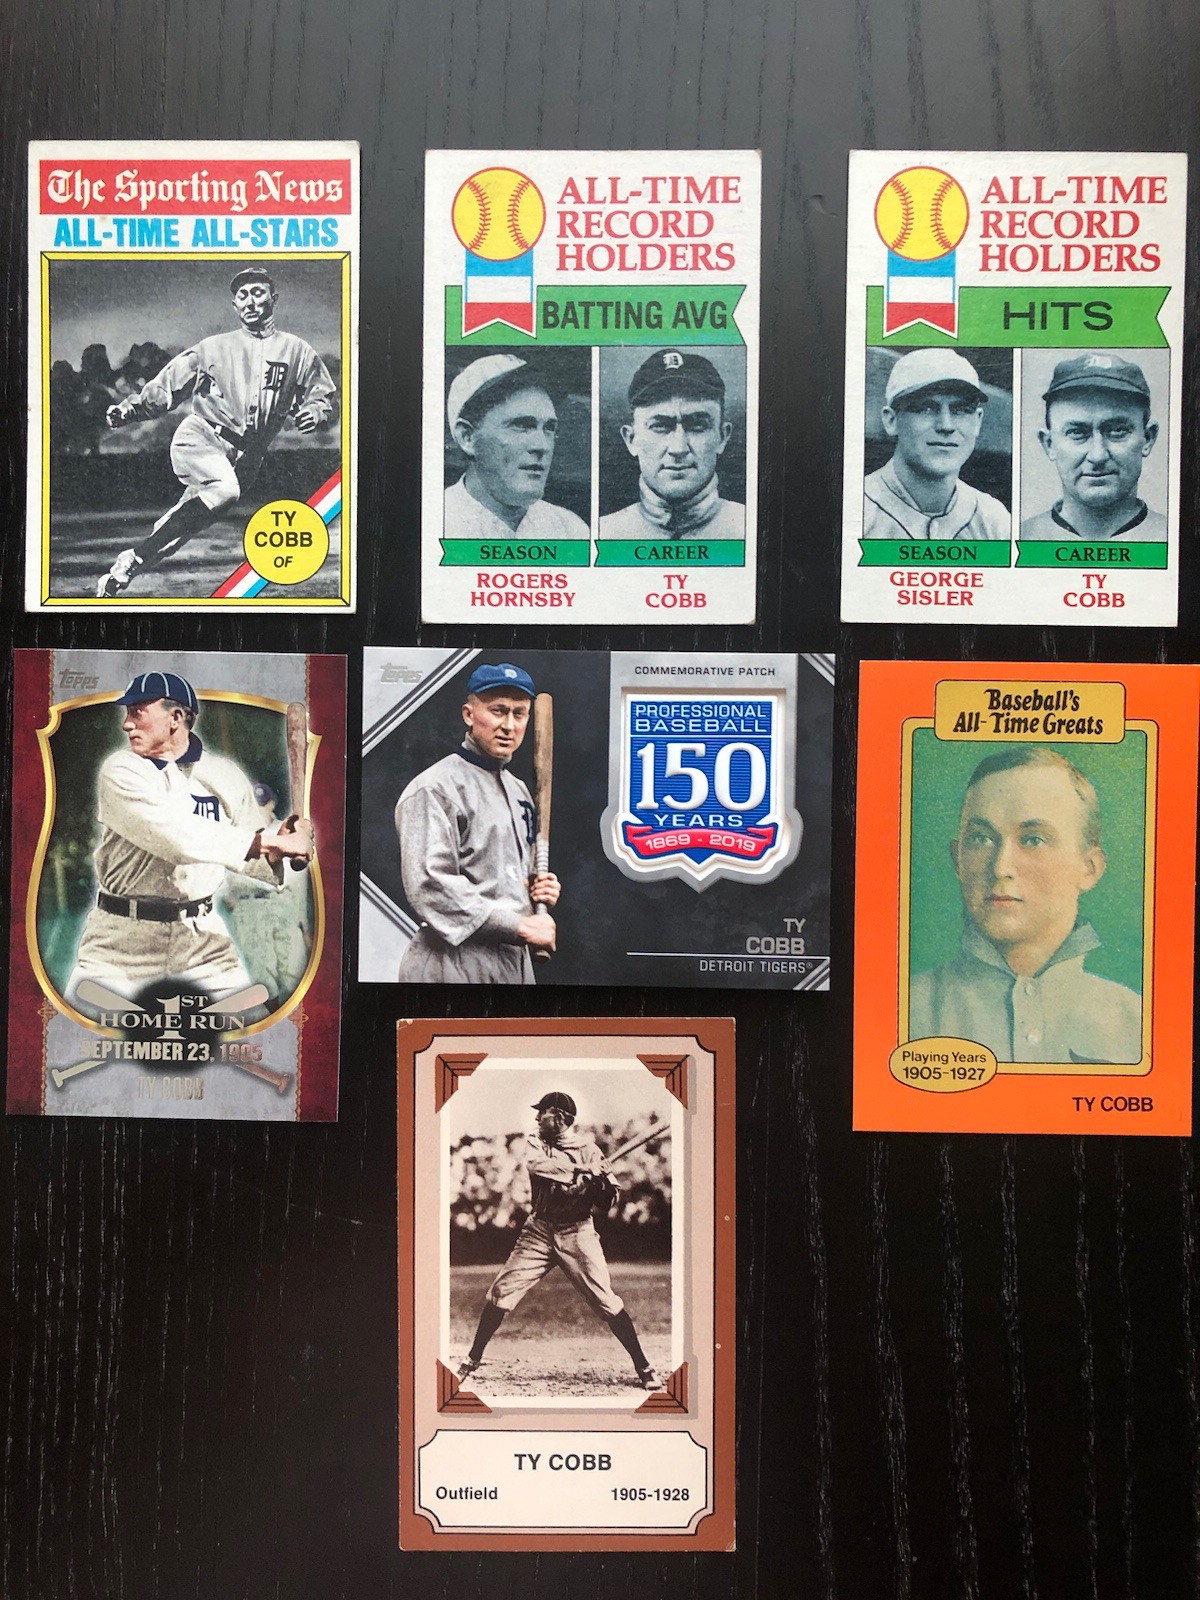 The Sporting News
ALL-TIME ALL-STARS
TY
COBB
OF
ALL-TIME
RECORD
HOLDERS
BATTING AVG
SEASON
CAREER
ROGERS
HORNSBY
TY
COBB
ALL-TIME
RECORD
HOLDERS
HITS
SEASON
CAREER
GEORGE
SISLER
TY
COBB
Topps
1ST
HOME RUN
SEPTEMBER 23, 1905
TY COBB
Topps
COMMEMORATIVE PATCH
PROFESSIONAL
BASEBALL
150
YEARS
1869 - 2019
TY
COBB
DETROIT TIGERS®
Baseball's
All-Time Greats
Playing Years
1905-1927
TY COBB
TY COBB
Outfield 1905-1928